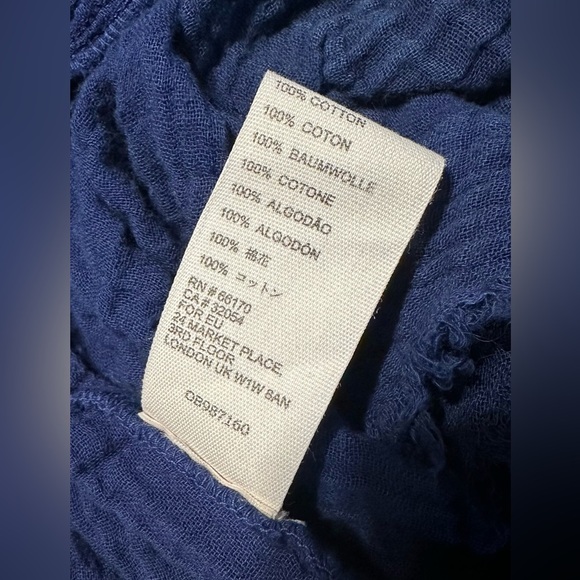 100% COTTON
100% COTON
100% BAUMWOLLE
100% COTONE
100% ALGODÃO
100% ALGODÓN
100% 棉花
100% コットン
RN # 66170
CA # 32054
FOR EU
24 MARKET PLACE,
3RD FLOOR
LONDON UK W1W 8AN
OB987160